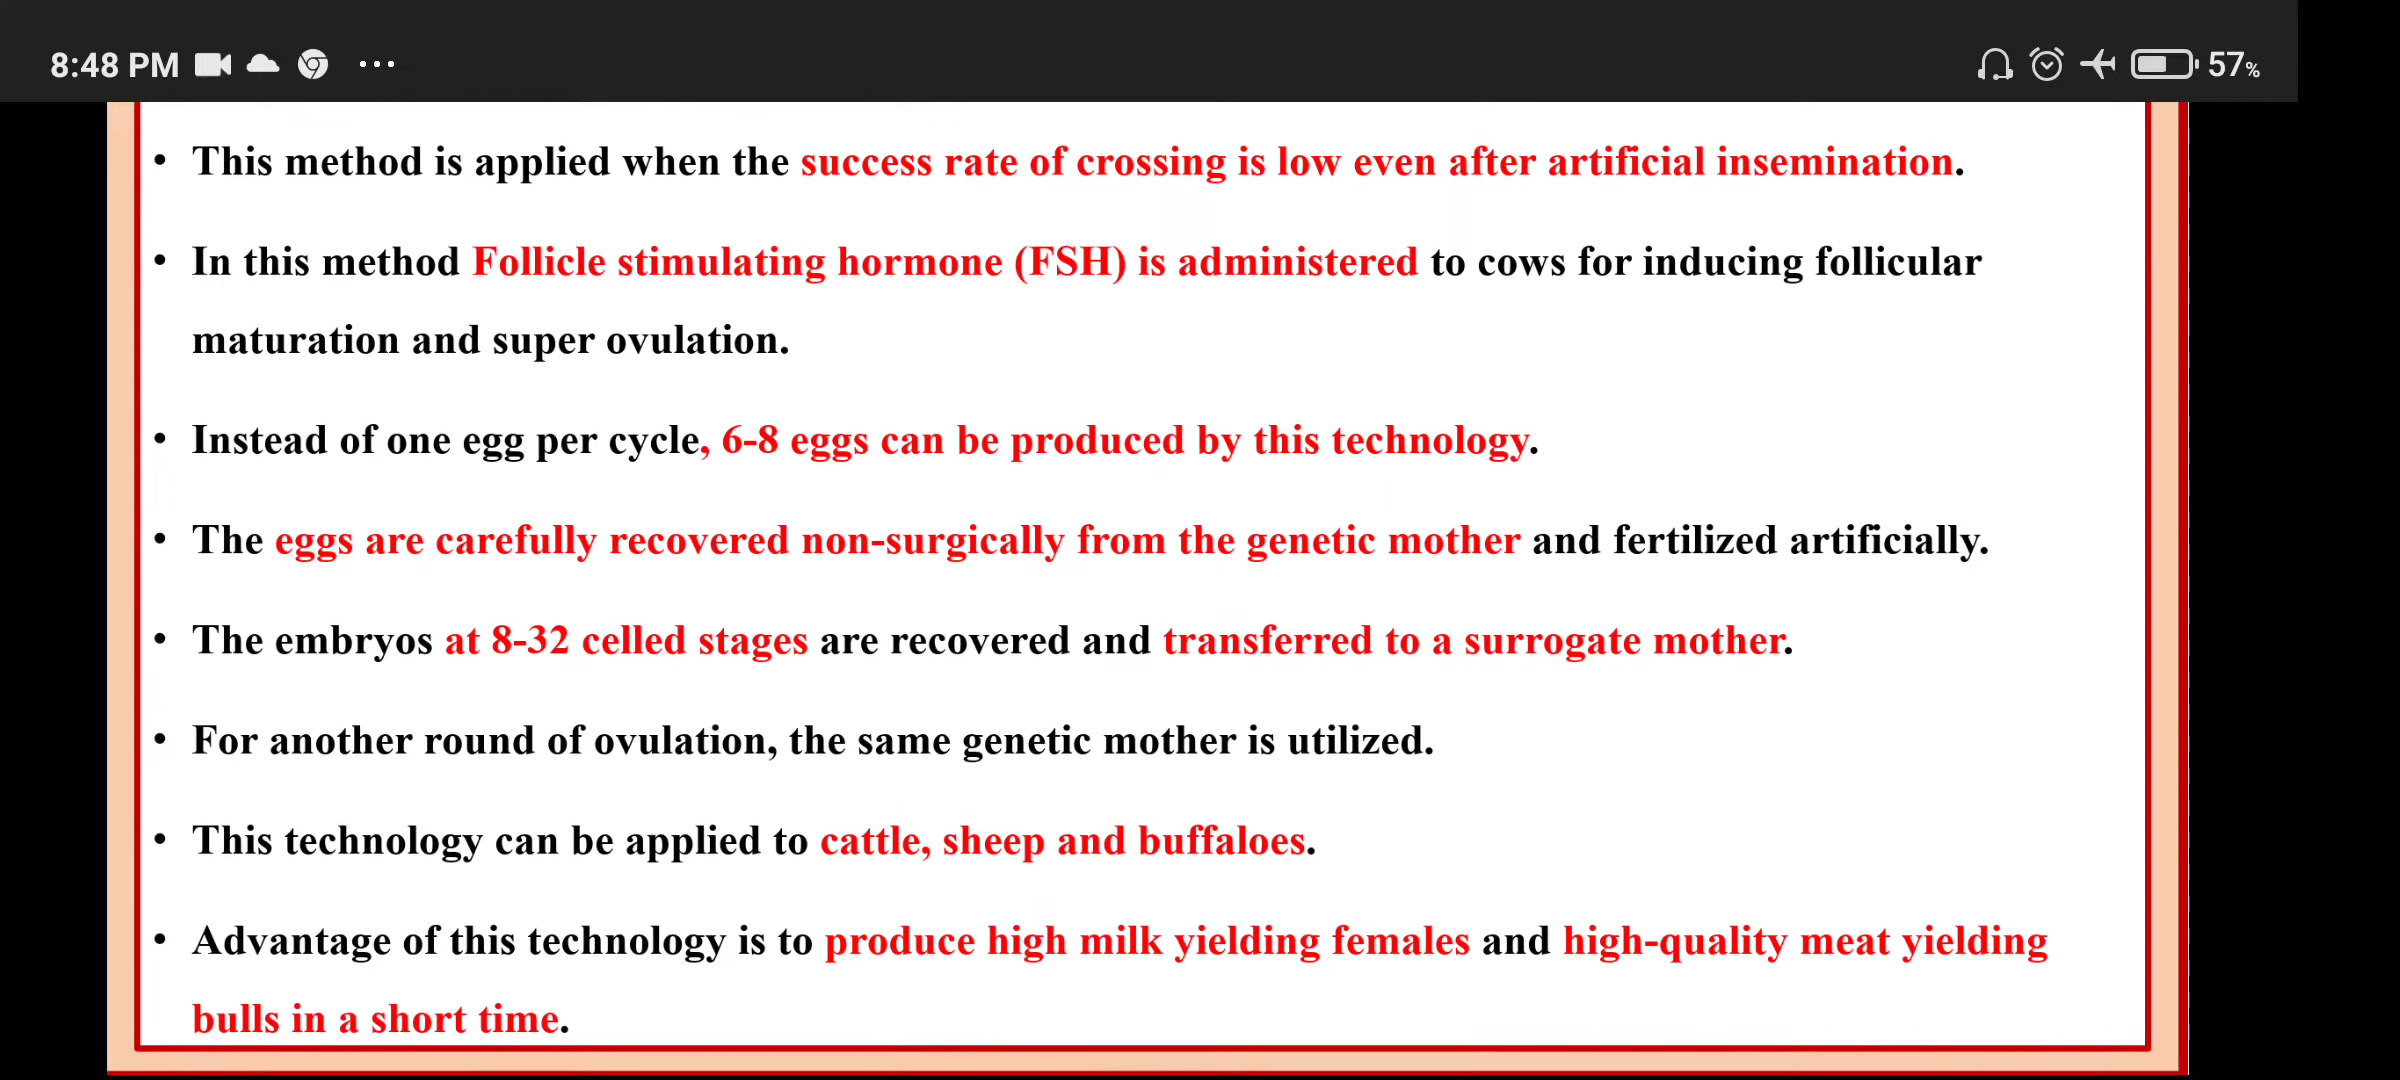 8:48 PM
57%
• This method is applied when the success rate of crossing is low even after artificial insemination.
• In this method Follicle stimulating hormone (FSH) is administered to cows for inducing follicular
maturation and super ovulation.
• Instead of one egg per cycle, 6-8 eggs can be produced by this technology.
• The eggs are carefully recovered non-surgically from the genetic mother and fertilized artificially.
• The embryos at 8-32 celled stages are recovered and transferred to a surrogate mother.
• For another round of ovulation, the same genetic mother is utilized.
• This technology can be applied to cattle, sheep and buffaloes.
• Advantage of this technology is to produce high milk yielding females and high-quality meat yielding
bulls in a short time.